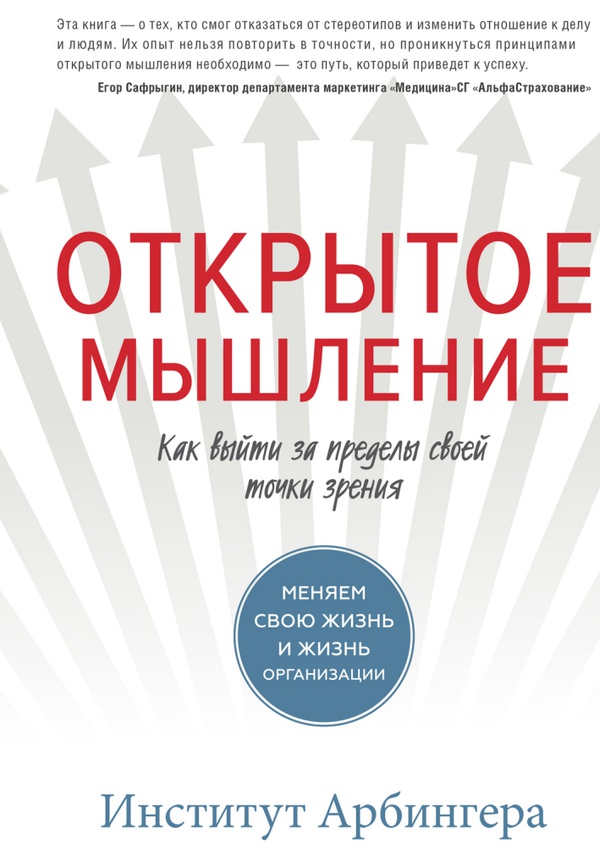 Эта книга — о тех, кто смог отказаться от стереотипов и изменить отношение к делу
и людям. Их опыт нельзя повторить в точности, но проникнуться принципами
открытого мышления необходимо — это путь, который приведет к успеху.
Егор Сафрыгин, директор департамента маркетинга «Медицина»СГ «АльфаСтрахование»
ОТКРЫТОЕ
МЫШЛЕНИЕ
Как выйти за пределы своей
точки зрения
МЕНЯЕМ
СВОЮ ЖИЗНЬ
И ЖИЗНЬ
ОРГАНИЗАЦИИ
Институт Арбингера